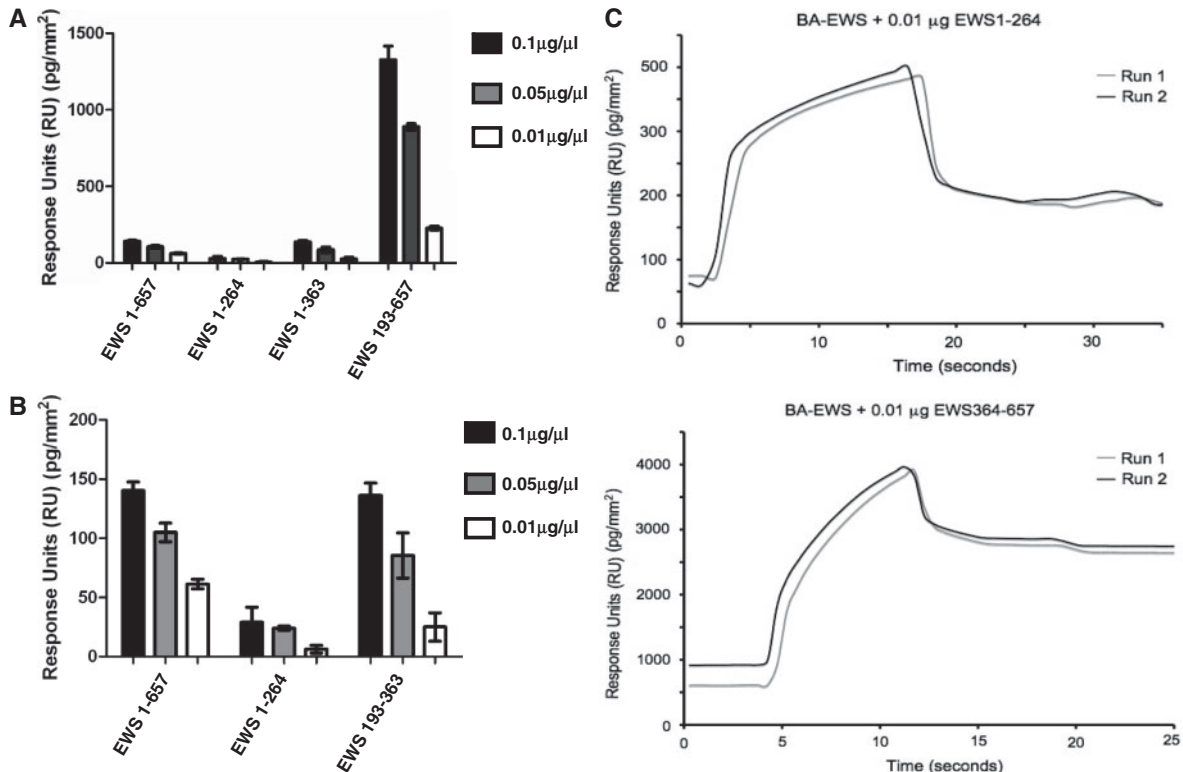 A
Response Units (RU) (pg/mm²)
1500
1000
500
0
EWS 1-657
EWS 1-264
EWS 1-363
EWS 193-657
0.1µg/µl
0.05µg/µl
0.01µg/µl
B
Response Units (RU) (pg/mm²)
200
150
100
50
0
EWS 1-657
EWS 1-264
EWS 193-363
0.1µg/µl
0.05µg/µl
0.01µg/µl
C
BA-EWS + 0.01 µg EWS1-264
Response Units (RU) (pg/mm²)
500
300
200
100
0
0 10 20 30
Time (seconds)
Run 1
Run 2
BA-EWS + 0.01 µg EWS364-657
Response Units (RU) (pg/mm²)
4000
3000
2000
1000
0
0 5 10 15 20 25
Time (seconds)
Run 1
Run 2